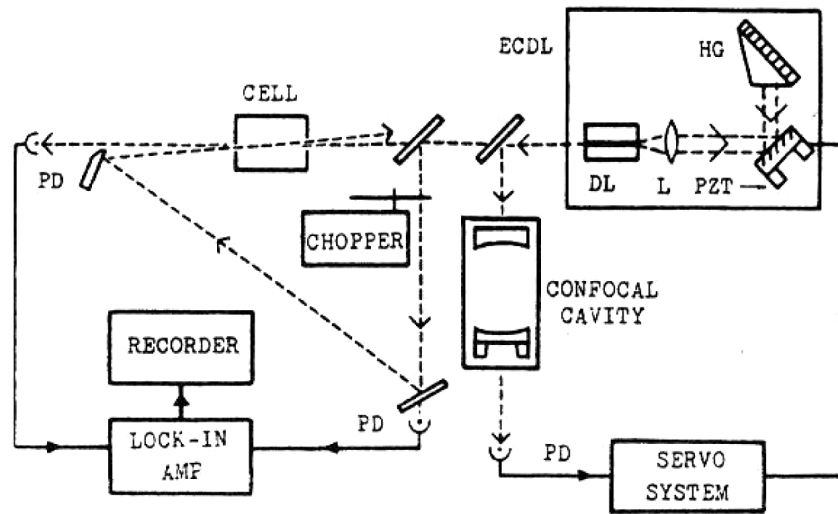 ECDL
HG
CELL
PD
DL
L
PZT
CHOPPER
CONFOCAL
CAVITY
RECORDER
PD
LOCK-IN
AMP
PD
SERVO
SYSTEM